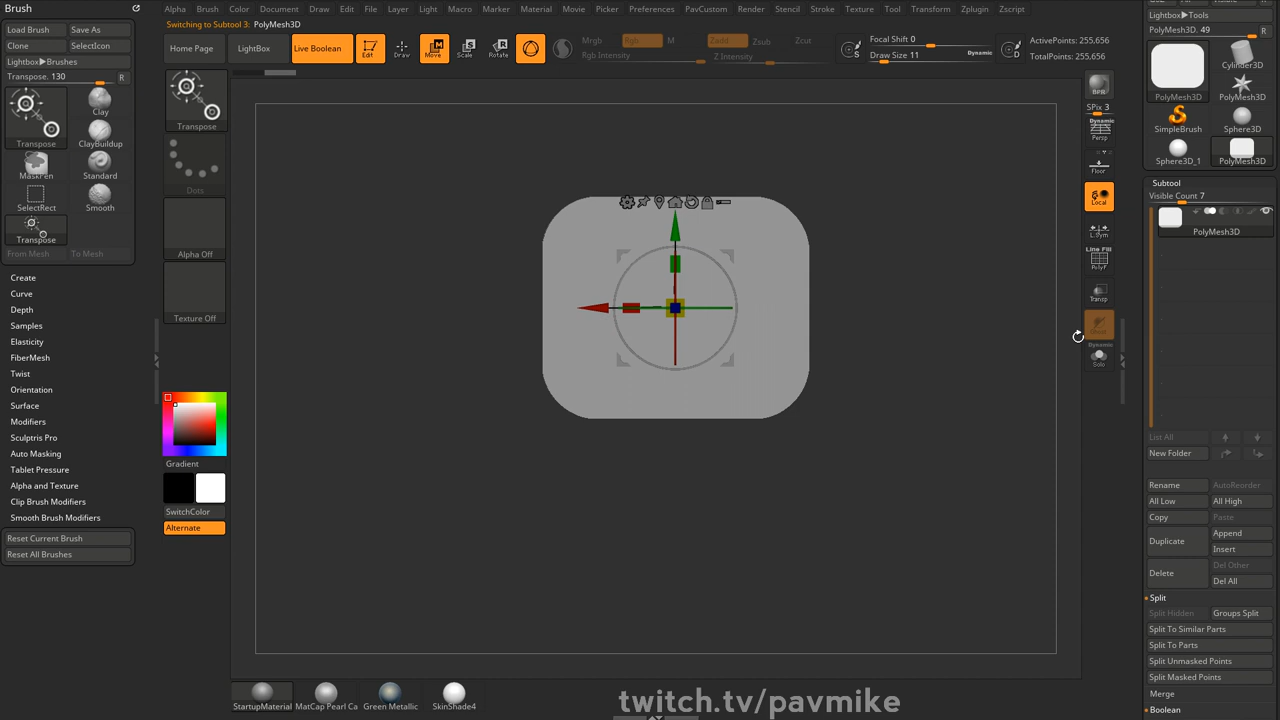 Brush
Load Brush Save As
Clone SelectIcon
Lightbox▶Brushes
Transpose. 130 R
Transpose
Clay
ClayBuildup
MaskPen
Standard
SelectRect
Smooth
Transpose
From Mesh To Mesh
Create
Curve
Depth
Samples
Elasticity
FiberMesh
Twist
Orientation
Surface
Modifiers
Sculptris Pro
Auto Masking
Tablet Pressure
Alpha and Texture
Clip Brush Modifiers
Smooth Brush Modifiers
Reset Current Brush
Reset All Brushes
Alpha Brush Color Document Draw Edit File Layer Light Macro Marker Material Movie Picker Preferences PavCustom Render Stencil Stroke Texture Tool Transform Zplugin Zscript
Switching to Subtool 3: PolyMesh3D
Home Page LightBox Live Boolean Edit Draw Move Scale Rotate
Mrgb Rgb M Zadd Zsub Zcut
Rgb Intensity Z Intensity
S Focal Shift 0
Draw Size 11 Dynamic
D ActivePoints: 255,656
TotalPoints: 255,656
Transpose
Dots
Alpha Off
Texture Off
Gradient
SwitchColor
Alternate
BPR
SPix 3
Dynamic
Persp
Floor
Local
L.Sym
Line Fill
PolyF
Transp
Dynamic
Solo
Lightbox▶Tools
PolyMesh3D. 49 R
PolyMesh3D
Cylinder3D
PolyMesh3D
SimpleBrush
Sphere3D
Sphere3D_1
PolyMesh3D
Subtool
Visible Count 7
PolyMesh3D
List All
New Folder
Rename AutoReorder
All Low All High
Copy Paste
Duplicate Append
Insert
Delete Del Other
Del All
Split
Split Hidden Groups Split
Split To Similar Parts
Split To Parts
Split Unmasked Points
Split Masked Points
Merge
Boolean
StartupMaterial MatCap Pearl Ca Green Metallic SkinShade4
twitch.tv/pavmike